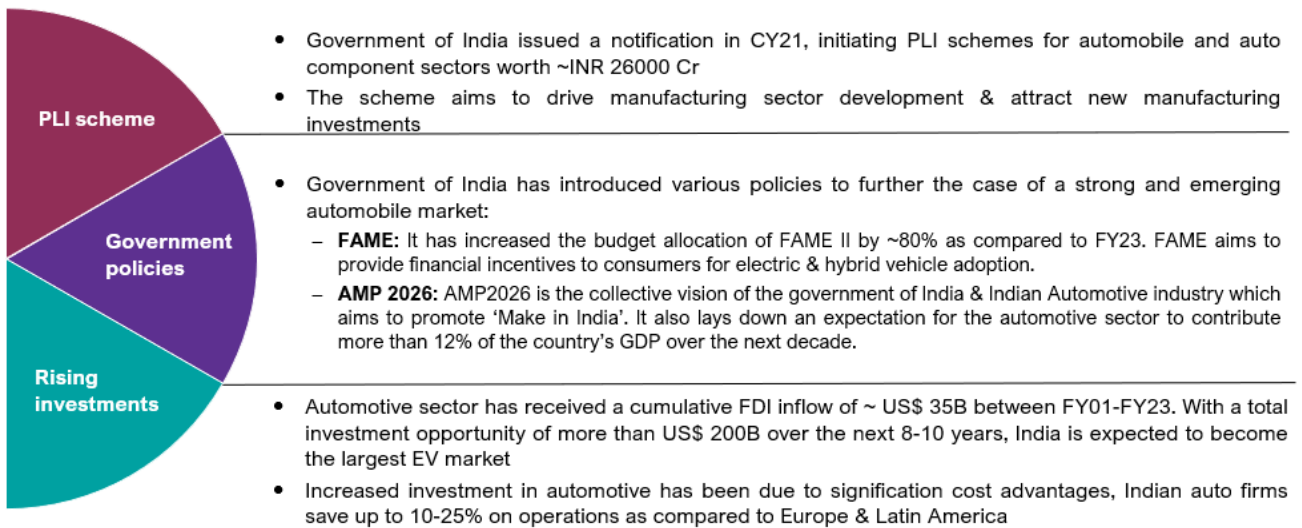 PLI scheme
• Government of India issued a notification in CY21, initiating PLI schemes for automobile and auto
component sectors worth ~INR 26000 Cr
• The scheme aims to drive manufacturing sector development & attract new manufacturing
investments
Government
policies
• Government of India has introduced various policies to further the case of a strong and emerging
automobile market:
– FAME: It has increased the budget allocation of FAME II by ~80% as compared to FY23. FAME aims to
provide financial incentives to consumers for electric & hybrid vehicle adoption.
– AMP 2026: AMP2026 is the collective vision of the government of India & Indian Automotive industry which
aims to promote ‘Make in India’. It also lays down an expectation for the automotive sector to contribute
more than 12% of the country’s GDP over the next decade.
Rising
investments
• Automotive sector has received a cumulative FDI inflow of ~ US$ 35B between FY01-FY23. With a total
investment opportunity of more than US$ 200B over the next 8-10 years, India is expected to become
the largest EV market
• Increased investment in automotive has been due to signification cost advantages, Indian auto firms
save up to 10-25% on operations as compared to Europe & Latin America